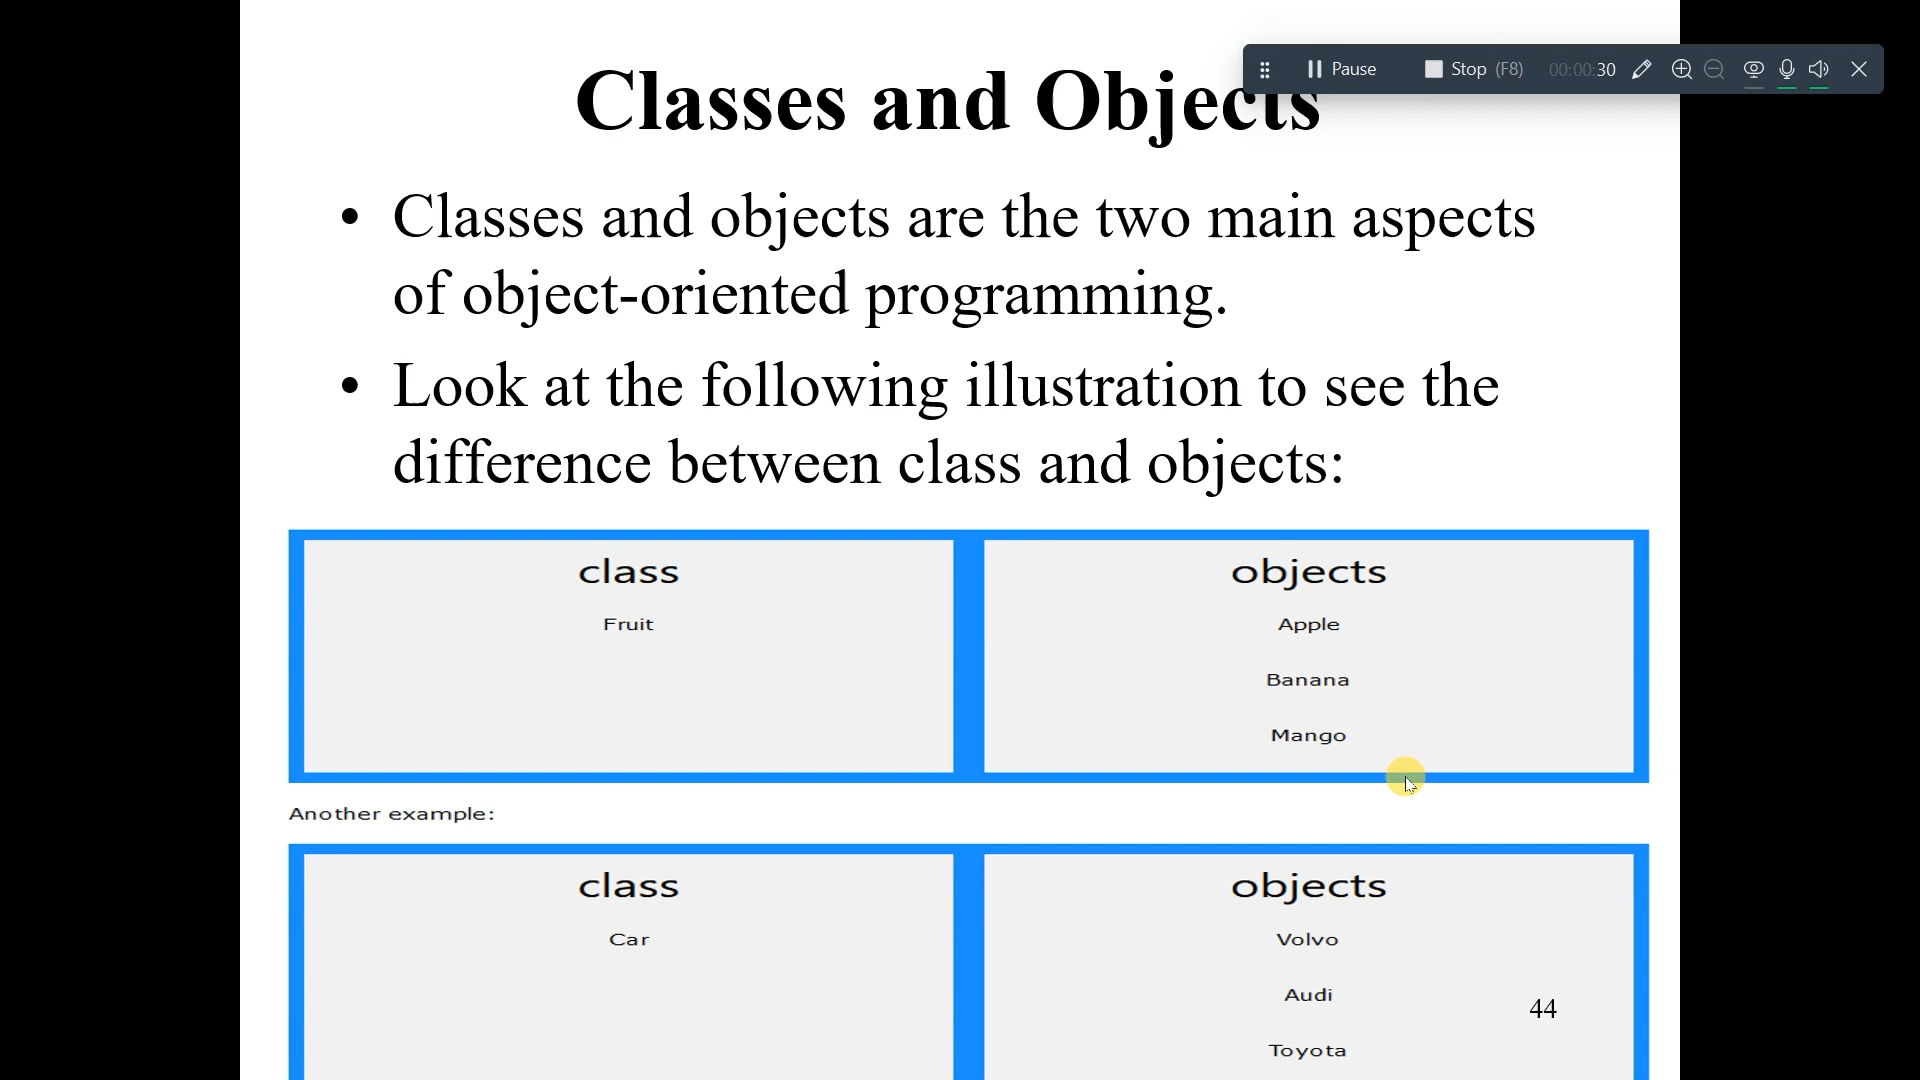 Pause Stop (F8) 00:00:30
Classes and Objects
• Classes and objects are the two main aspects
of object-oriented programming.
• Look at the following illustration to see the
difference between class and objects:
class objects
Fruit Apple
Banana
Mango
Another example:
class objects
Car Volvo
Audi
44
Toyota